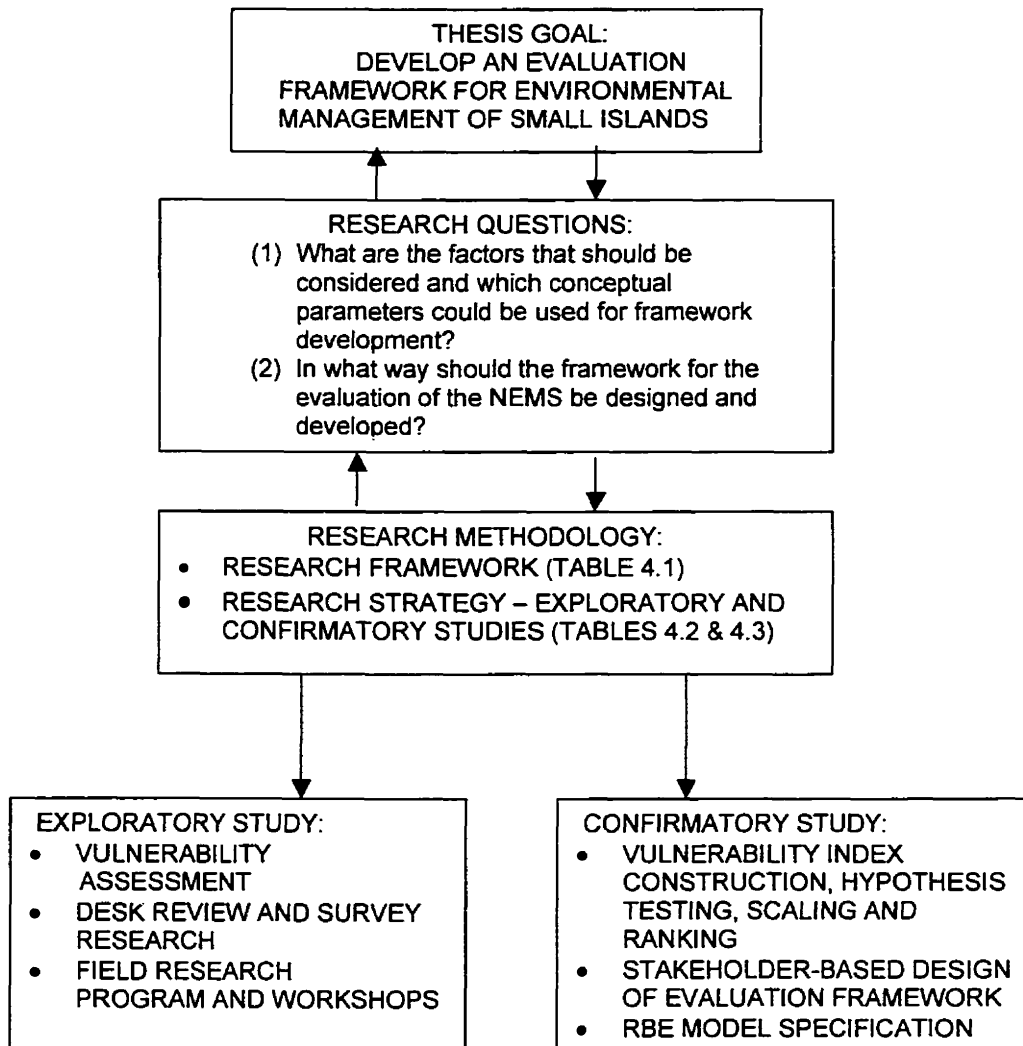 THESIS GOAL:
DEVELOP AN EVALUATION
FRAMEWORK FOR ENVIRONMENTAL
MANAGEMENT OF SMALL ISLANDS
RESEARCH QUESTIONS:
(1) What are the factors that should be
considered and which conceptual
parameters could be used for framework
development?
(2) In what way should the framework for the
evaluation of the NEMS be designed and
developed?
RESEARCH METHODOLOGY:
• RESEARCH FRAMEWORK (TABLE 4.1)
• RESEARCH STRATEGY – EXPLORATORY AND
CONFIRMATORY STUDIES (TABLES 4.2 & 4.3)
EXPLORATORY STUDY:
• VULNERABILITY
ASSESSMENT
• DESK REVIEW AND SURVEY
RESEARCH
• FIELD RESEARCH
PROGRAM AND WORKSHOPS
CONFIRMATORY STUDY:
• VULNERABILITY INDEX
CONSTRUCTION, HYPOTHESIS
TESTING, SCALING AND
RANKING
• STAKEHOLDER-BASED DESIGN
OF EVALUATION FRAMEWORK
• RBE MODEL SPECIFICATION